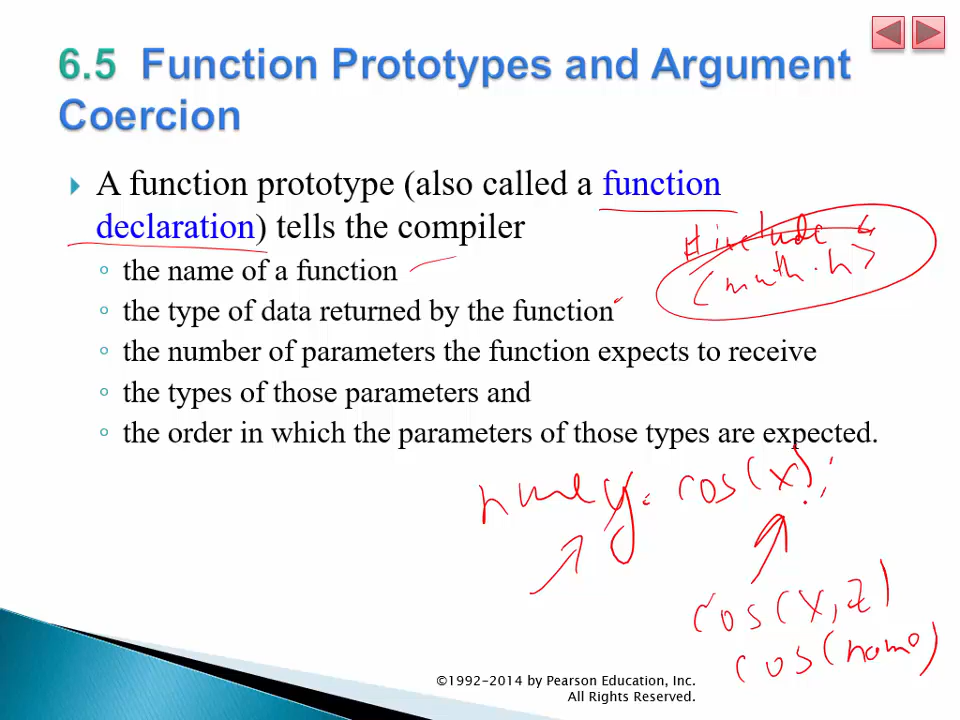 6.5 Function Prototypes and Argument
Coercion
A function prototype (also called a function
declaration) tells the compiler
the name of a function
the type of data returned by the function
the number of parameters the function expects to receive
the types of those parameters and
the order in which the parameters of those types are expected.
#include
<math.h>
y = cos(x);
cos(x, z)
cos(
©1992-2014 by Pearson Education, Inc.
All Rights Reserved.